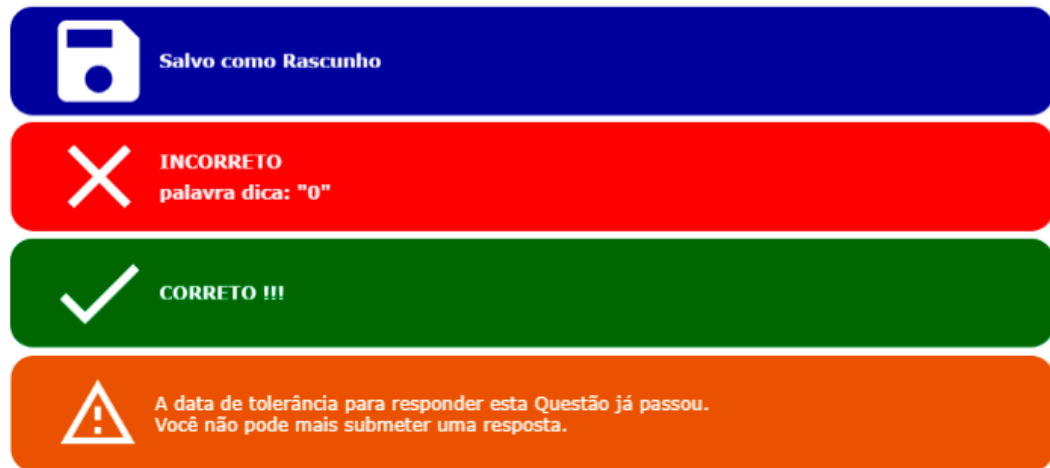 Salvo como Rascunho
INCORRETO
palavra dica: "0"
CORRETO !!!
A data de tolerância para responder esta Questão já passou.
Você não pode mais submeter uma resposta.